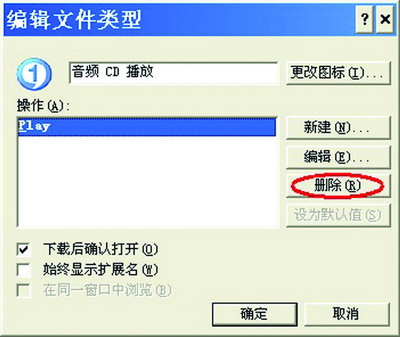 编辑文件类型
音频 CD 播放
更改图标(I)...
操作(A):
Play
新建(N)...
编辑(E)...
删除(R)
设为默认值(S)
下载后确认打开(O)
始终显示扩展名(W)
在同一窗口中浏览(B)
确定
取消